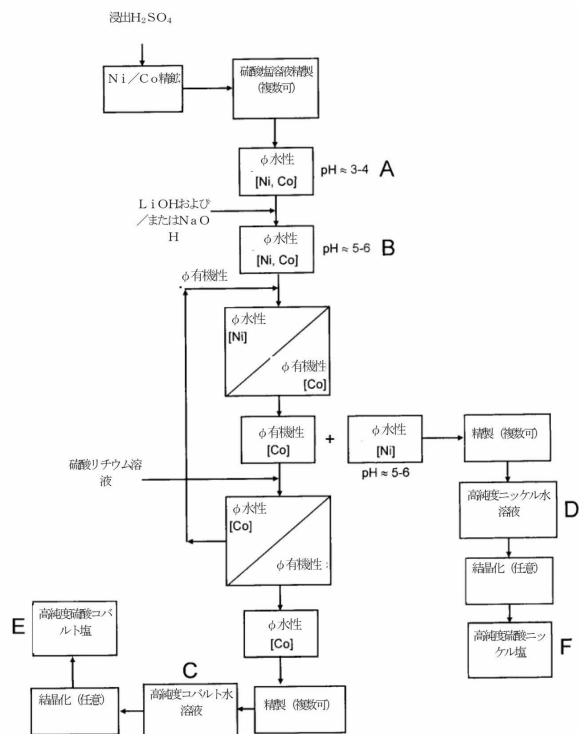 浸出H₂SO₄
Ni／Co精鉱
硫酸塩溶液精製
（複数可）
φ水性
[Ni, Co]
pH ≈ 3-4
A
LiOHおよび
／またはNaO
H
φ水性
[Ni, Co]
pH ≈ 5-6
B
φ有機性
φ水性
[Ni]
φ有機性
[Co]
φ有機性
[Co]
+
φ水性
[Ni]
pH ≈ 5-6
精製（複数可）
硫酸リチウム溶
液
高純度ニッケル水
溶液
D
φ水性
[Co]
φ有機性:
結晶化（任意）
高純度硫酸ニッ
ケル塩
F
E
高純度硫酸コバ
ルト塩
φ水性
[Co]
C
結晶化（任意）
高純度コバルト水
溶液
精製（複数可）